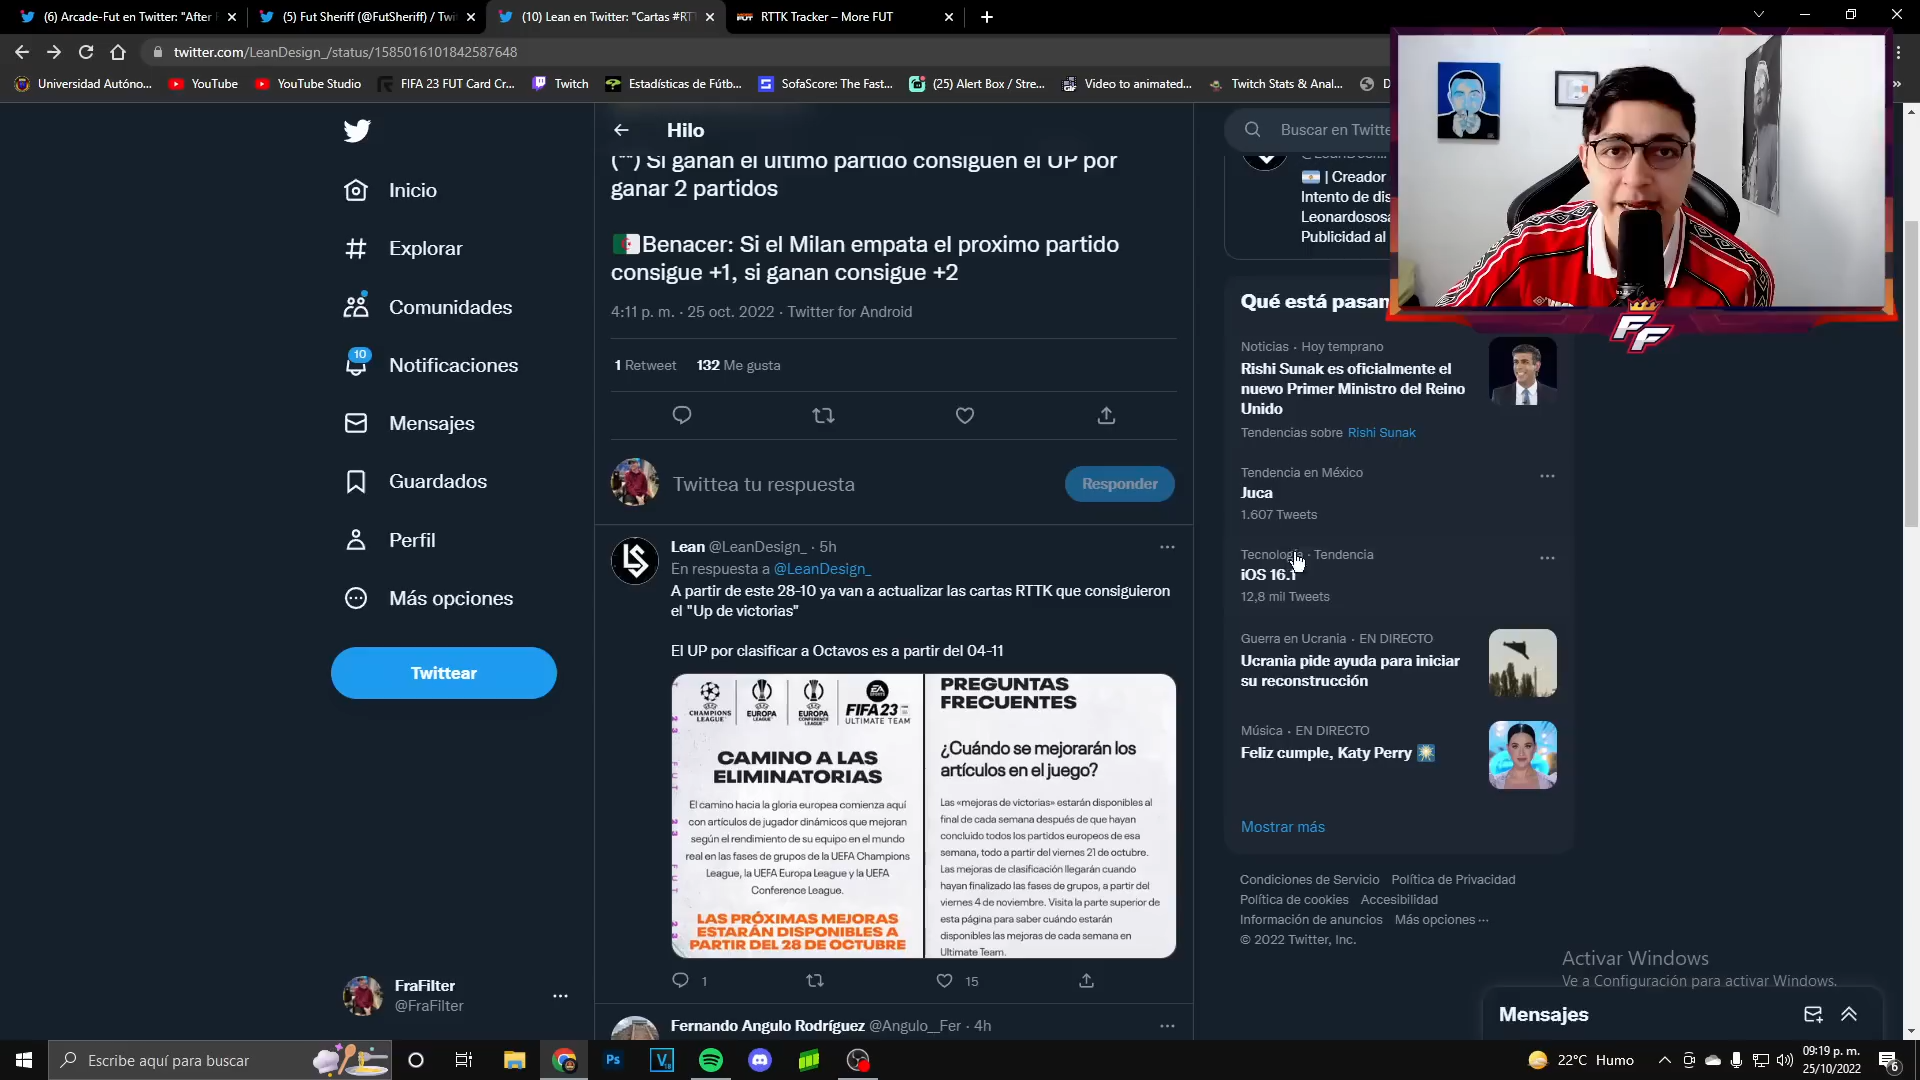 (6) Arcade-Fut en Twitter: "After F
(5) Fut Sheriff (@FutSheriff) / Twi
(10) Lean en Twitter: "Cartas #RTT
RTTK Tracker – More FUT
twitter.com/LeanDesign_/status/1585016101842587648
Universidad Autóno...
YouTube
YouTube Studio
FIFA 23 FUT Card Cr...
Twitch
Estadísticas de Fútb...
SofaScore: The Fast...
(25) Alert Box / Stre...
Video to animated...
Twitch Stats & Anal...
Inicio
Explorar
Comunidades
10
Notificaciones
Mensajes
Guardados
Perfil
Más opciones
Twittear
FraFilter
@FraFilter
Hilo
(**) Si ganan el ultimo partido consiguen el UP por
ganar 2 partidos
Benacer: Si el Milan empata el proximo partido
consigue +1, si ganan consigue +2
4:11 p. m. · 25 oct. 2022 · Twitter for Android
1 Retweet 132 Me gusta
Twittea tu respuesta
Responder
Lean @LeanDesign_ · 5h
En respuesta a @LeanDesign_
A partir de este 28-10 ya van a actualizar las cartas RTTK que consiguieron
el "Up de victorias"
El UP por clasificar a Octavos es a partir del 04-11
CHAMPIONS
LEAGUE
EUROPA
LEAGUE
EUROPA
CONFERENCE
LEAGUE
EA
SPORTS
FIFA 23
ULTIMATE TEAM
CAMINO A LAS
ELIMINATORIAS
El camino hacia la gloria europea comienza aquí
con artículos de jugador dinámicos que mejoran
según el rendimiento de su equipo en el mundo
real en las fases de grupos de la UEFA Champions
League, la UEFA Europa League y la UEFA
Conference League.
LAS PRÓXIMAS MEJORAS
ESTARÁN DISPONIBLES A
PARTIR DEL 28 DE OCTUBRE
PREGUNTAS
FRECUENTES
¿Cuándo se mejorarán los
artículos en el juego?
Las «mejoras de victorias» estarán disponibles al
final de cada semana después de que hayan
concluido todos los partidos europeos de esa
semana, todo a partir del viernes 21 de octubre.
Las mejoras de clasificación llegarán cuando
hayan finalizado las fases de grupos, a partir del
viernes 4 de noviembre. Visita la parte superior de
esta página para saber cuándo estarán
disponibles las mejoras de cada semana en
Ultimate Team.
1
15
Fernando Angulo Rodríguez @Angulo__Fer · 4h
Buscar en Twitte
| Creador
Intento de dis
Leonardososa
Publicidad al
Qué está pasan
Noticias · Hoy temprano
Rishi Sunak es oficialmente el
nuevo Primer Ministro del Reino
Unido
Tendencias sobre Rishi Sunak
Tendencia en México
Juca
1.607 Tweets
Tecnología · Tendencia
iOS 16.1
12,8 mil Tweets
Guerra en Ucrania · EN DIRECTO
Ucrania pide ayuda para iniciar
su reconstrucción
Música · EN DIRECTO
Feliz cumple, Katy Perry
Mostrar más
Condiciones de Servicio Política de Privacidad
Política de cookies Accesibilidad
Información de anuncios Más opciones ···
© 2022 Twitter, Inc.
FF
Activar Windows
Ve a Configuración para activar Windows.
Mensajes
Escribe aquí para buscar
Ps
22°C Humo
09:19 p. m.
25/10/2022
6